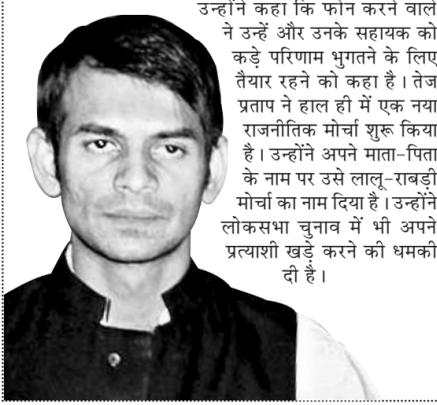 उन्होंने कहा कि फोन करने वाले
ने उन्हें और उनके सहायक को
कड़े परिणाम भुगतने के लिए
तैयार रहने को कहा है। तेज
प्रताप ने हाल ही में एक नया
राजनीतिक मोर्चा शुरू किया
है। उन्होंने अपने माता-पिता
के नाम पर उसे लालू-राबड़ी
मोर्चा का नाम दिया है। उन्होंने
लोकसभा चुनाव में भी अपने
प्रत्याशी खड़े करने की धमकी
दी है।